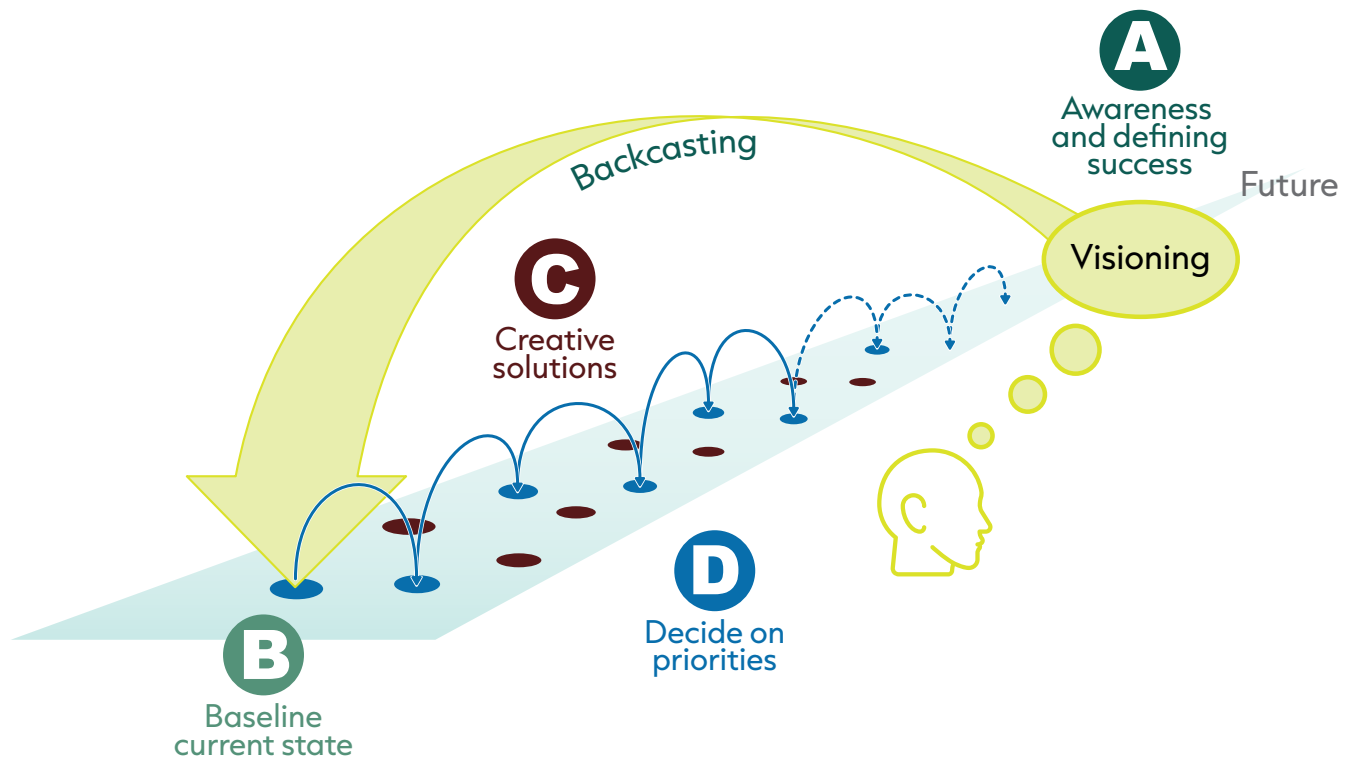 A
Awareness
and defining
success
Future
Backcasting
Visioning
C
Creative
solutions
D
Decide on
priorities
B
Baseline
current state